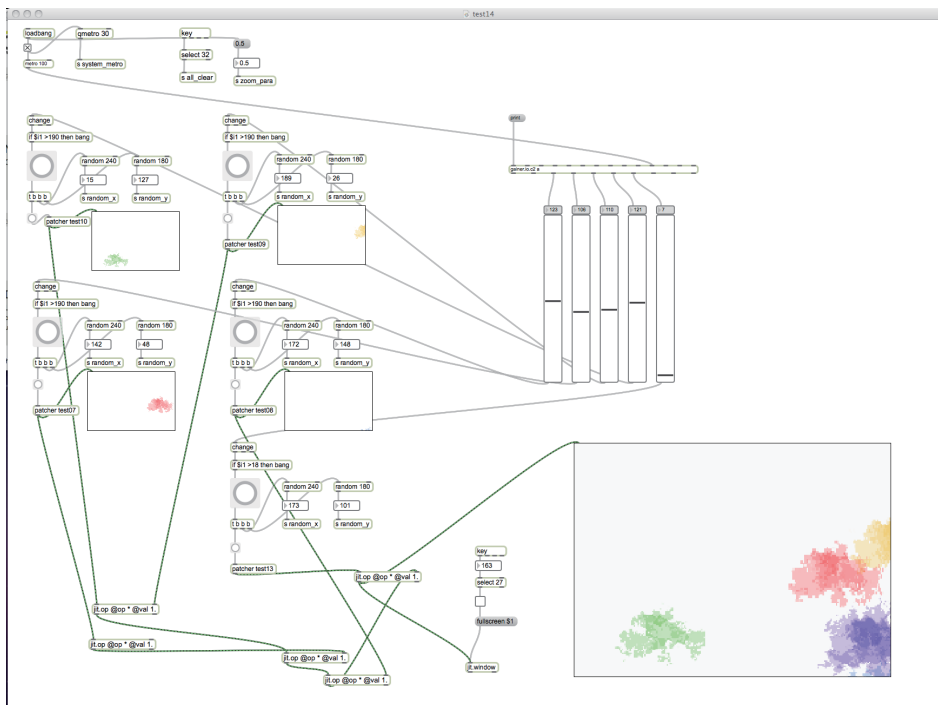 test14
loadbang
qmetro 30
key
0.5
select 32
0.5
metro 100
s system_metro
s all_clear
s zoom_para
print
gainer.io.c2 a
change
if $i1 >190 then bang
random 240
random 180
15
127
t b b b
s random_x
s random_y
patcher test10
change
if $i1 >190 then bang
random 240
random 180
189
26
t b b b
s random_x
s random_y
patcher test09
123
106
110
121
7
change
if $i1 >190 then bang
random 240
random 180
142
48
t b b b
s random_x
s random_y
patcher test07
change
if $i1 >190 then bang
random 240
random 180
172
148
t b b b
s random_x
s random_y
patcher test08
change
if $i1 >18 then bang
random 240
random 180
173
101
t b b b
s random_x
s random_y
patcher test13
key
163
select 27
fullscreen $1
jit.window
jit.op @op * @val 1.
jit.op @op * @val 1.
jit.op @op * @val 1.
jit.op @op * @val 1.
jit.op @op * @val 1.